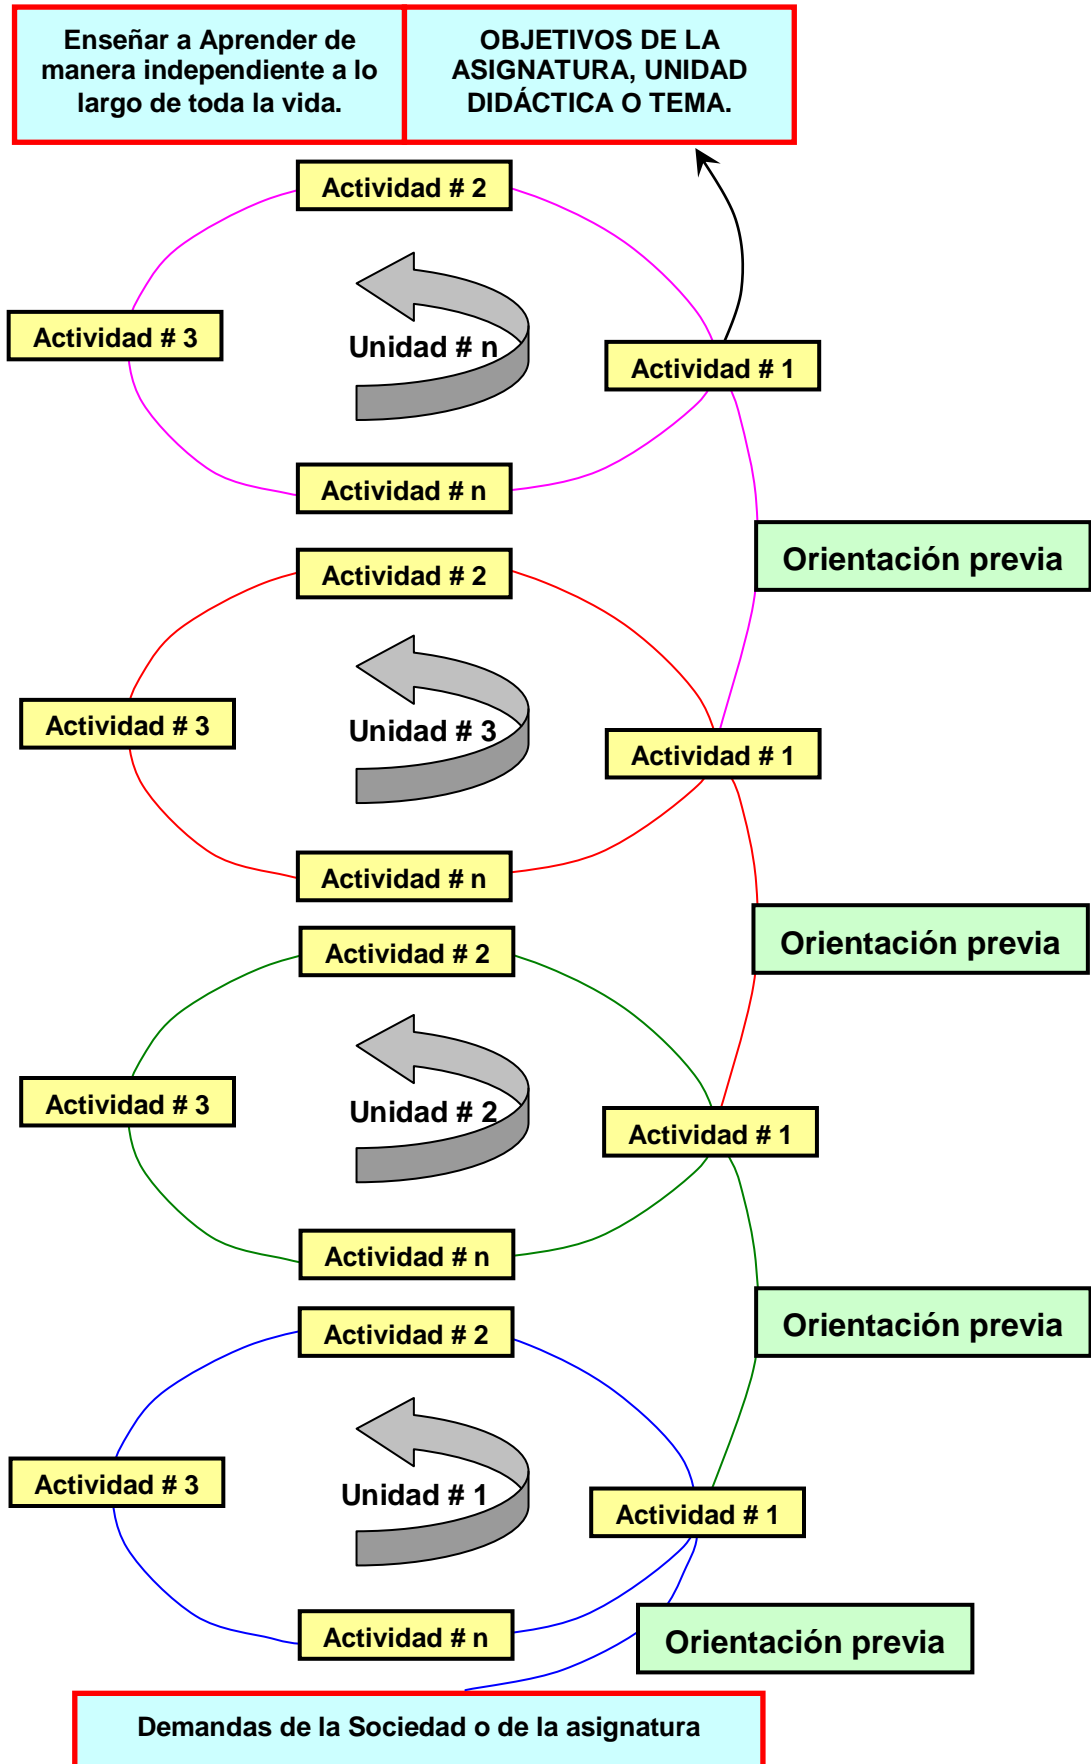 Enseñar a Aprender de
manera independiente a lo
largo de toda la vida.
OBJETIVOS DE LA
ASIGNATURA, UNIDAD
DIDÁCTICA O TEMA.
Actividad # 2
Actividad # 3
Unidad # n
Actividad # 1
Actividad # n
Orientación previa
Actividad # 2
Actividad # 3
Unidad # 3
Actividad # 1
Actividad # n
Orientación previa
Actividad # 2
Actividad # 3
Unidad # 2
Actividad # 1
Actividad # n
Orientación previa
Actividad # 2
Actividad # 3
Unidad # 1
Actividad # 1
Actividad # n
Orientación previa
Demandas de la Sociedad o de la asignatura